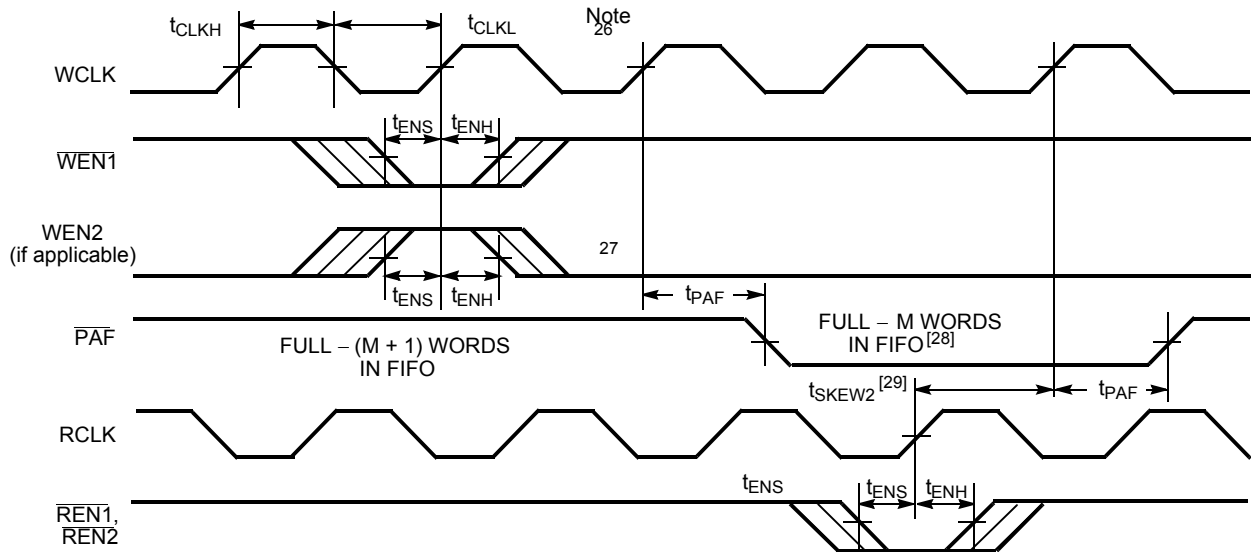 tCLKH
tCLKL
Note
26
WCLK
tENS
tENH
WEN1
WEN2
(if applicable)
27
tENS
tENH
tPAF
PAF
FULL – (M + 1) WORDS
IN FIFO
FULL – M WORDS
IN FIFO[28]
tSKEW2 [29]
tPAF
RCLK
tENS
tENS
tENH
REN1,
REN2